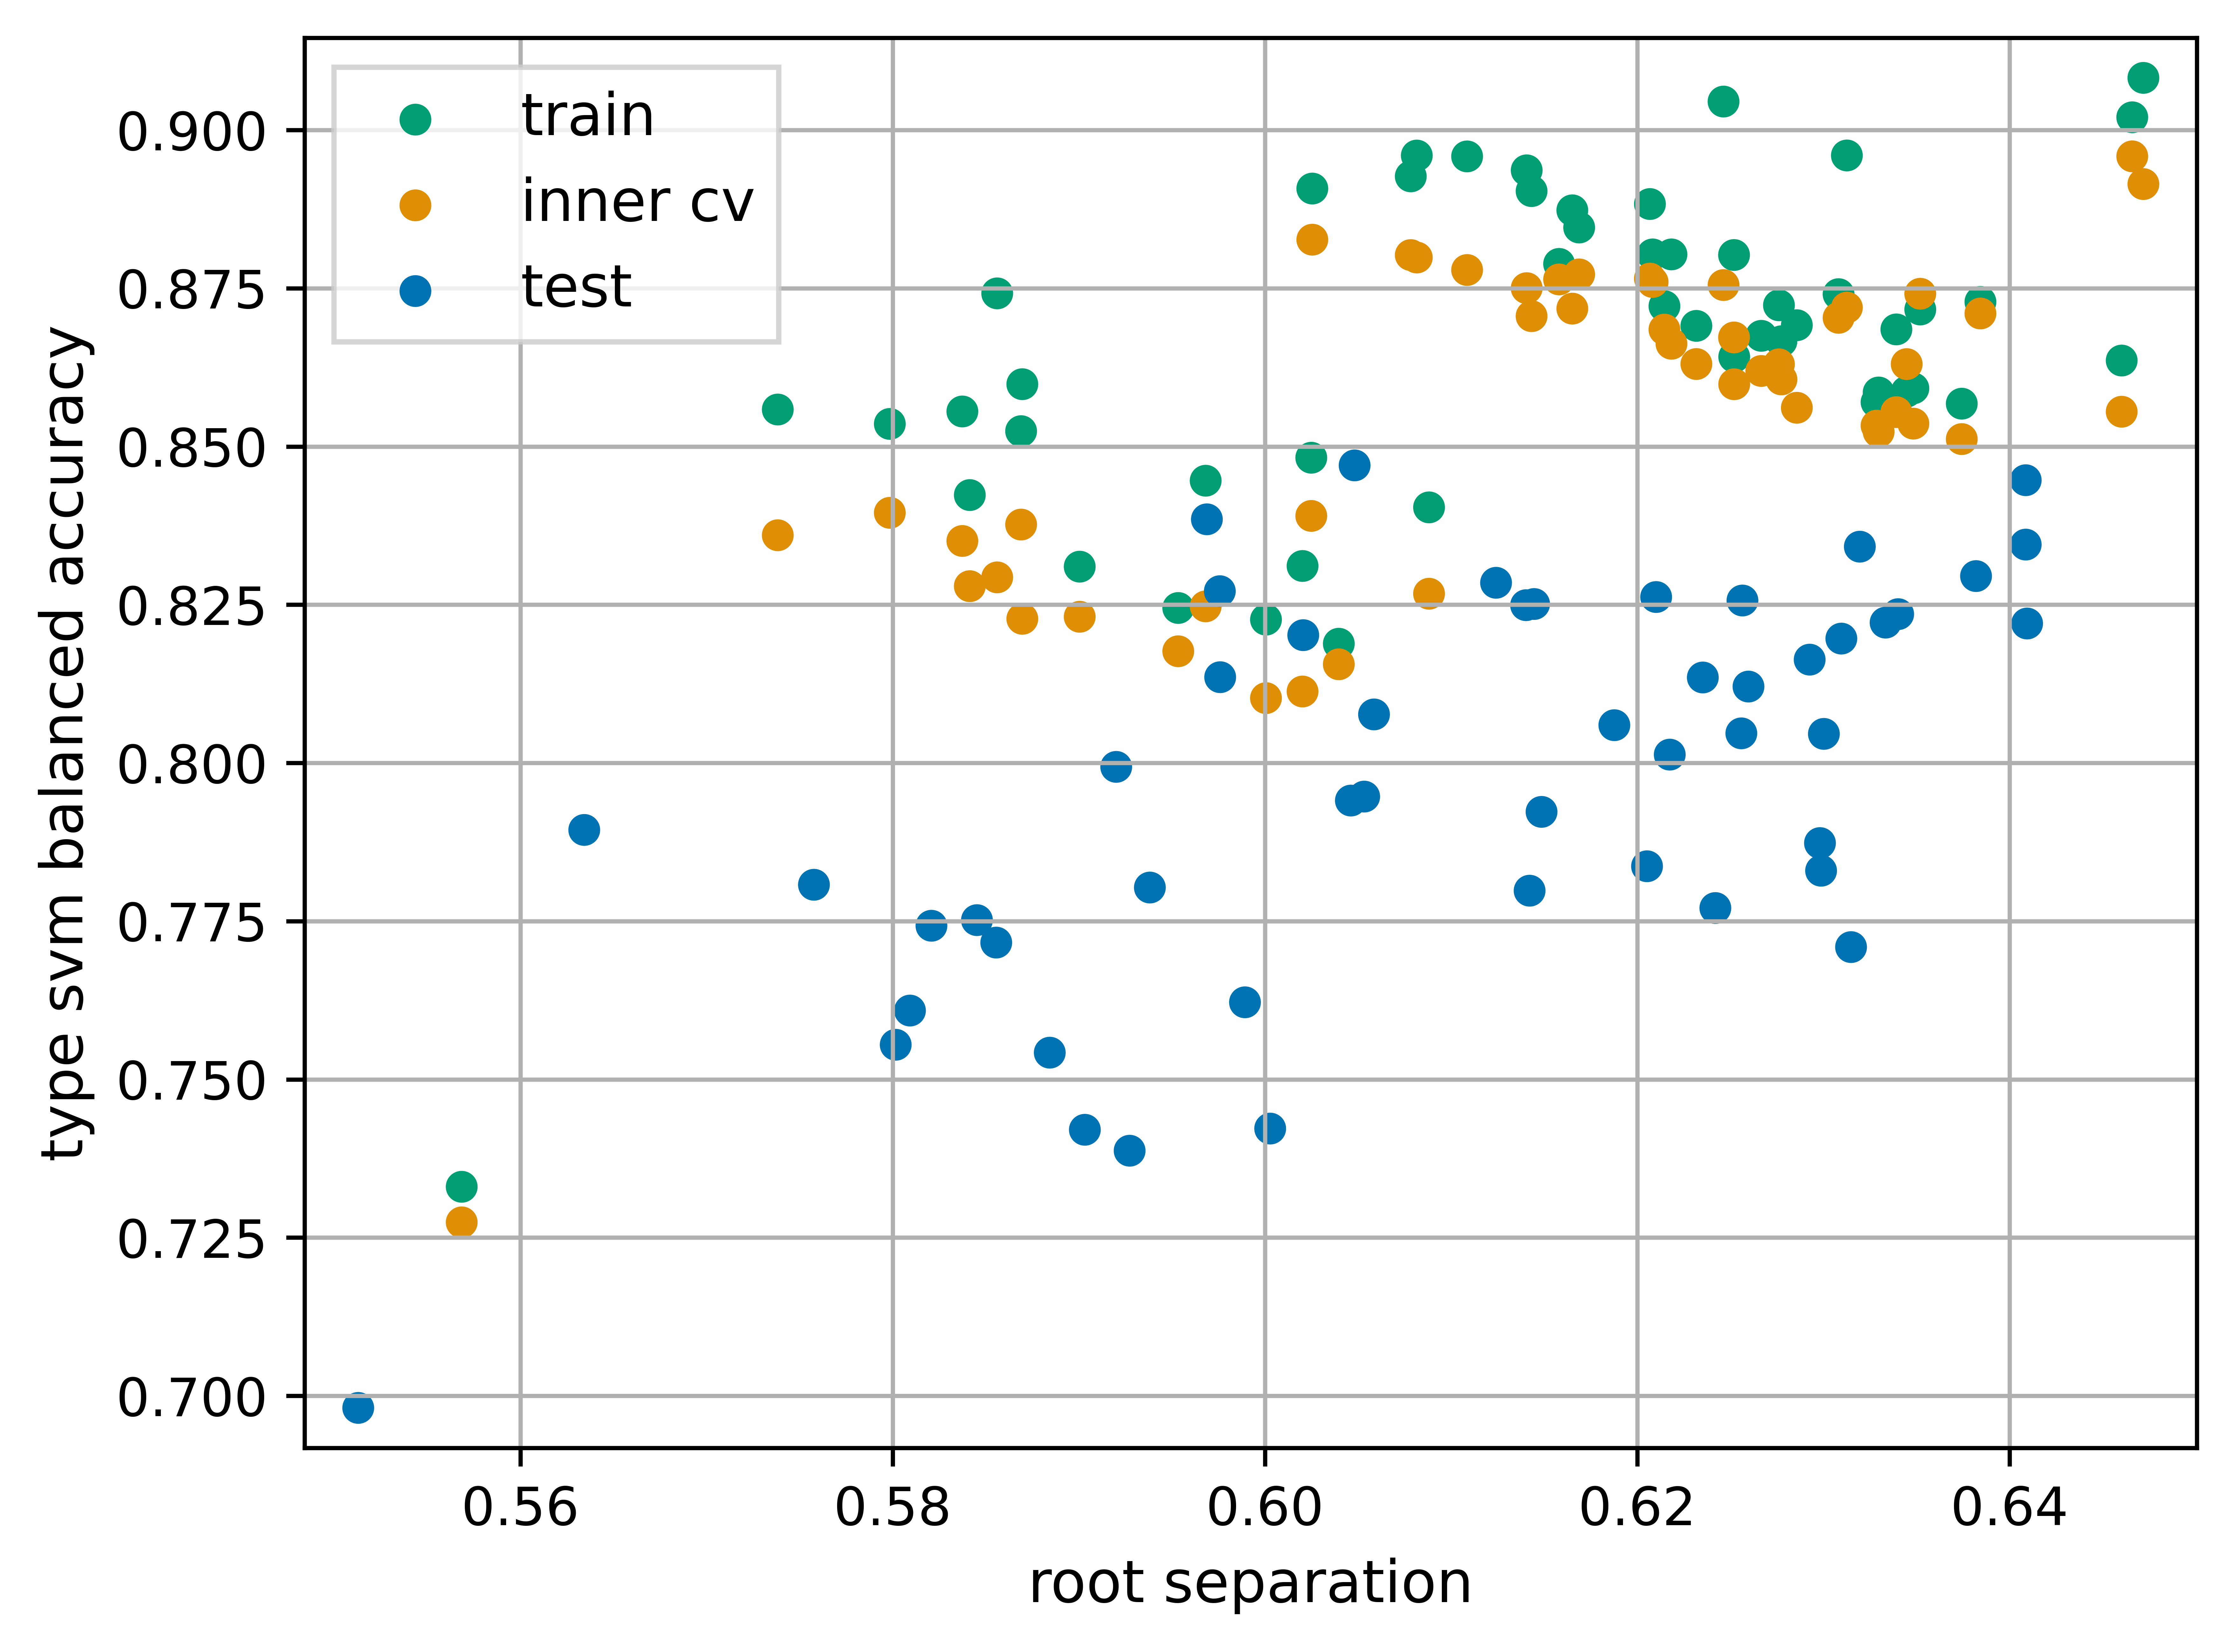 train
inner cv
test
type svm balanced accuracy
0.900
0.875
0.850
0.825
0.800
0.775
0.750
0.725
0.700
0.56 0.58 0.60 0.62 0.64
root separation